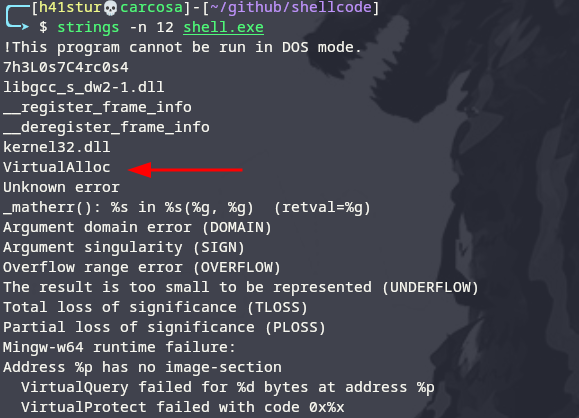 [h41stur💀carcosa]-[~/github/shellcode]
$ strings -n 12 shell.exe
!This program cannot be run in DOS mode.
7h3L0s7C4rc0s4
libgcc_s_dw2-1.dll
__register_frame_info
__deregister_frame_info
kernel32.dll
VirtualAlloc
Unknown error
_matherr(): %s in %s(%g, %g)  (retval=%g)
Argument domain error (DOMAIN)
Argument singularity (SIGN)
Overflow range error (OVERFLOW)
The result is too small to be represented (UNDERFLOW)
Total loss of significance (TLOSS)
Partial loss of significance (PLOSS)
Mingw-w64 runtime failure:
Address %p has no image-section
  VirtualQuery failed for %d bytes at address %p
  VirtualProtect failed with code 0x%x